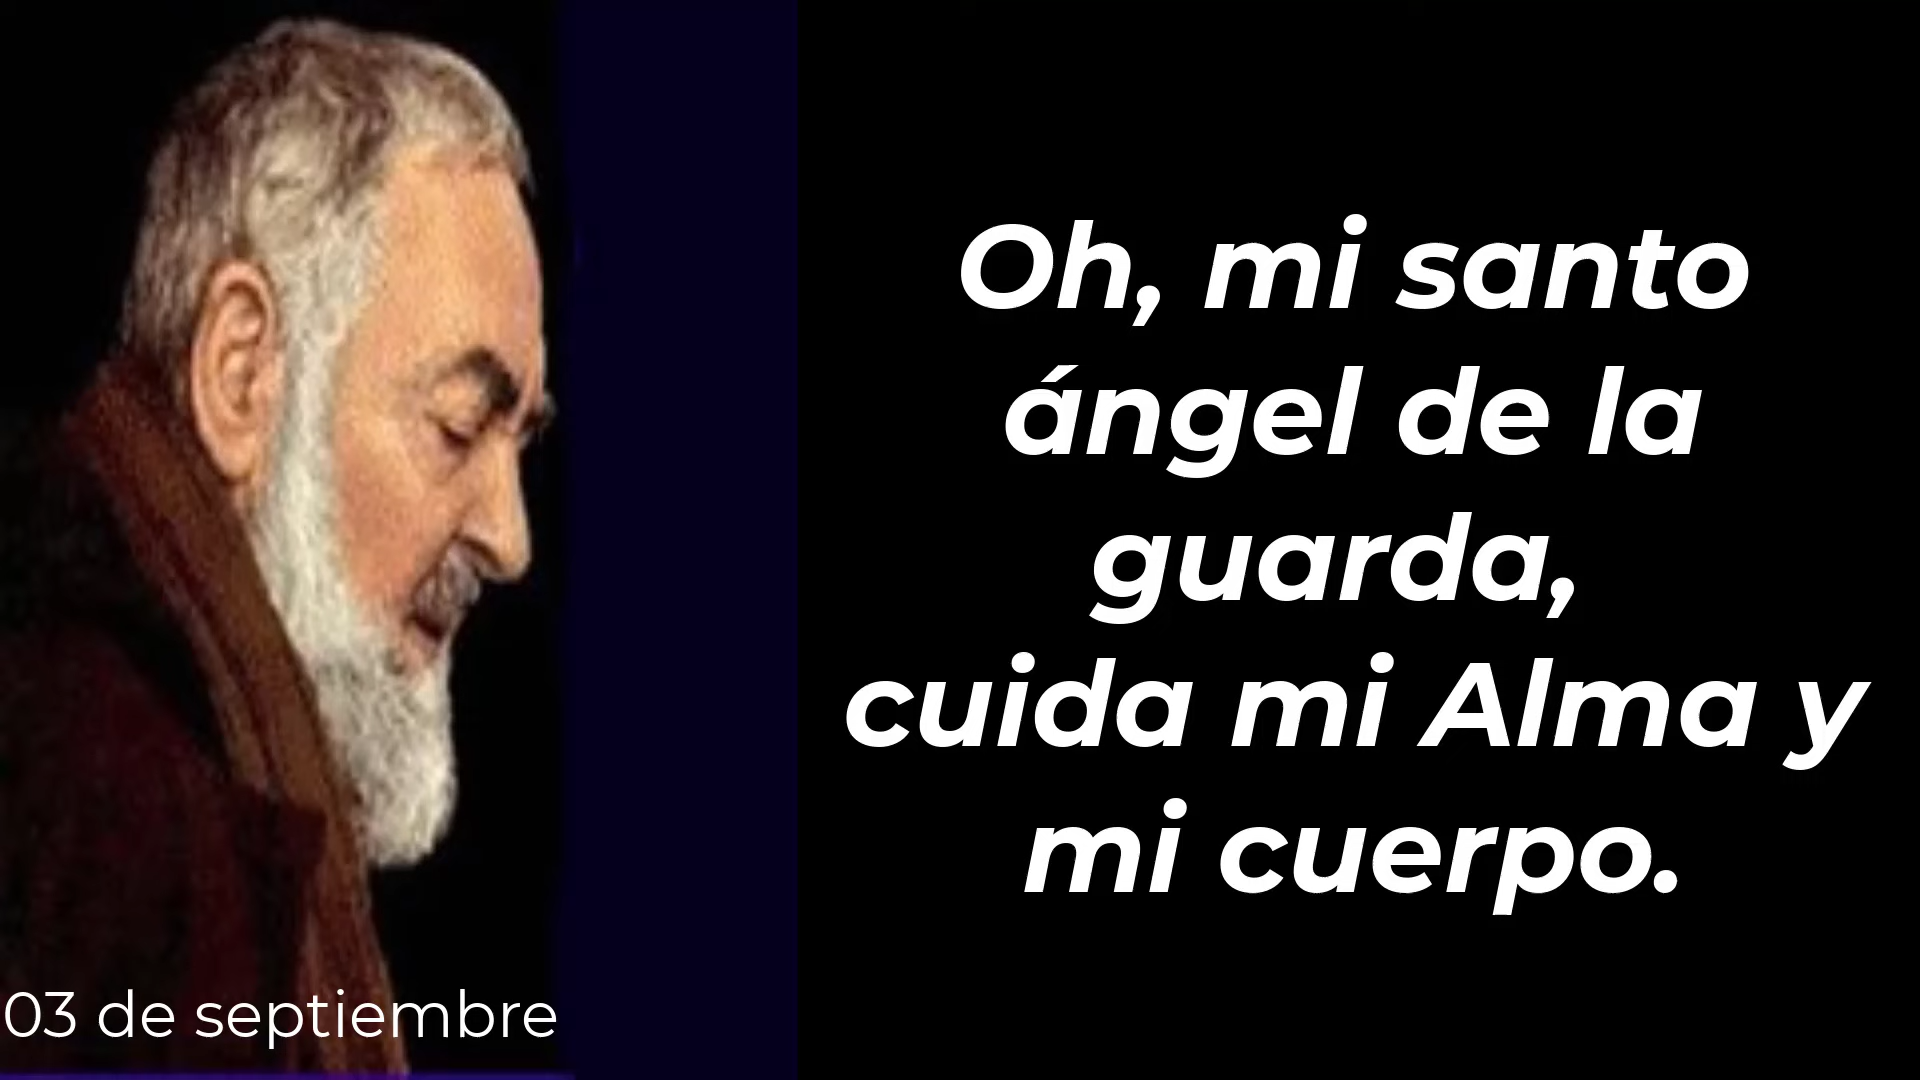 Oh, mi santo
ángel de la
guarda,
cuida mi Alma y
mi cuerpo.
03 de septiembre